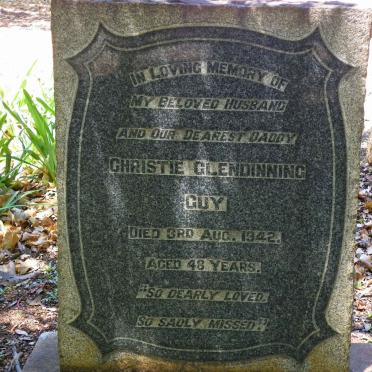 IN LOVING MEMORY OF
MY BELOVED HUSBAND
AND OUR DEAREST DADDY
CHRISTIE GLENDINNING
GUY
DIED 3RD AUG. 1942.
AGED 48 YEARS.
"SO DEARLY LOVED,
SO SADLY MISSED"